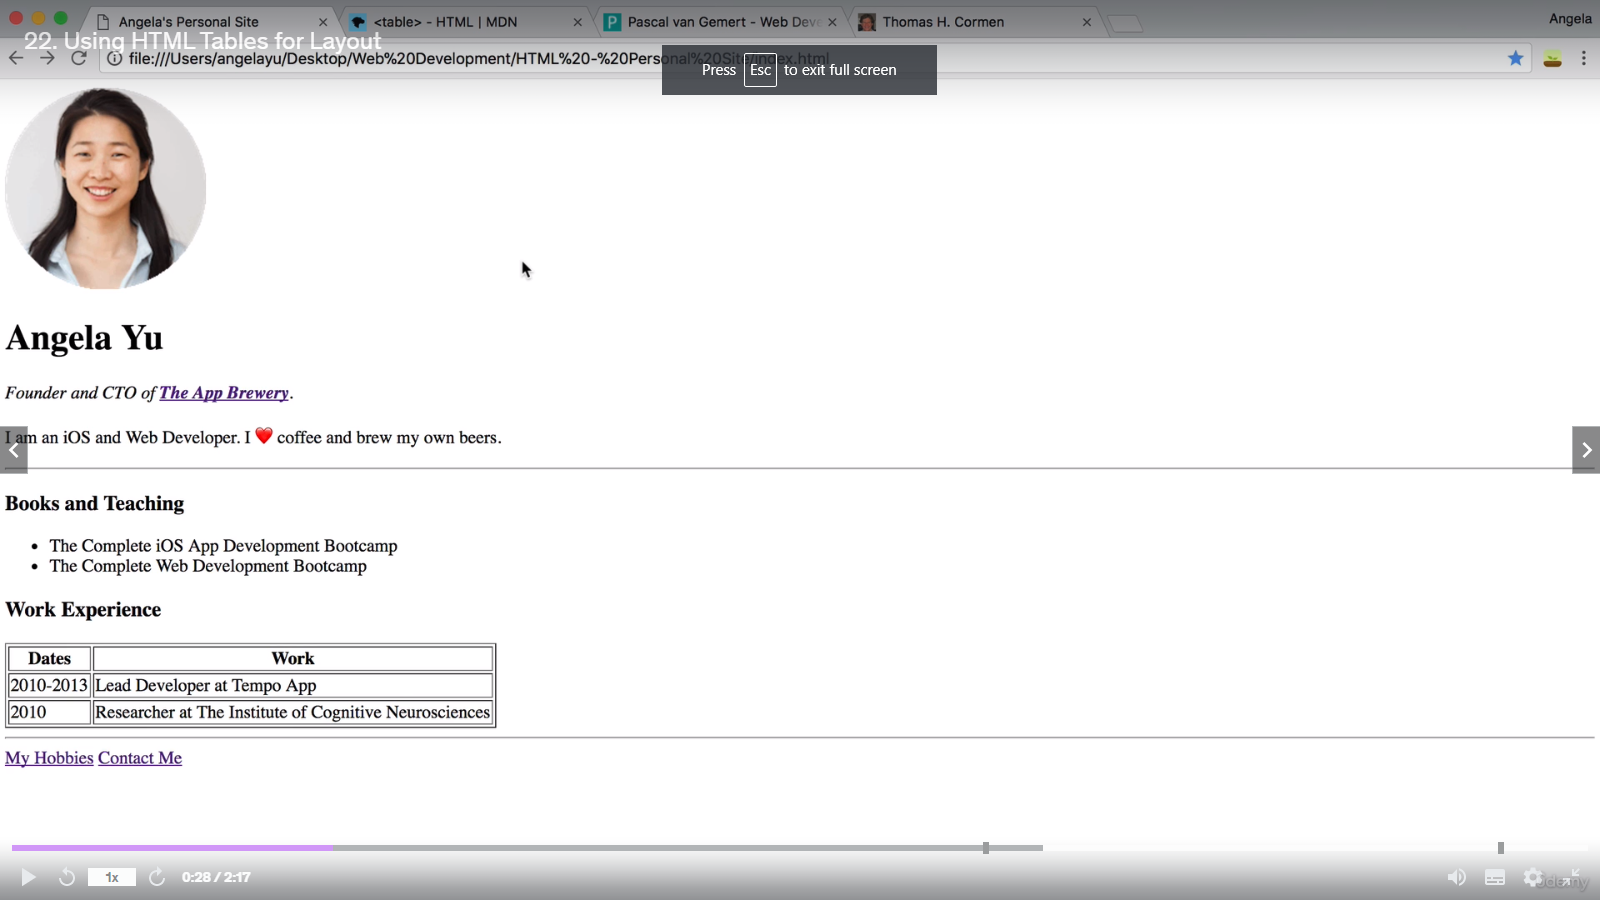 Angela's Personal Site
<table> - HTML | MDN
Pascal van Gemert - Web Deve
Thomas H. Cormen
Angela
22. Using HTML Tables for Layout
file:///Users/angelayu/Desktop/Web%20Development/HTML%20-%20Personal%20Site/index.html
Press Esc to exit full screen
Angela Yu
Founder and CTO of The App Brewery.
I am an iOS and Web Developer. I ❤️ coffee and brew my own beers.
Books and Teaching
• The Complete iOS App Development Bootcamp
• The Complete Web Development Bootcamp
Work Experience
Dates Work
2010-2013 Lead Developer at Tempo App
2010 Researcher at The Institute of Cognitive Neurosciences
My Hobbies Contact Me
1x 0:28 / 2:17
Udemy